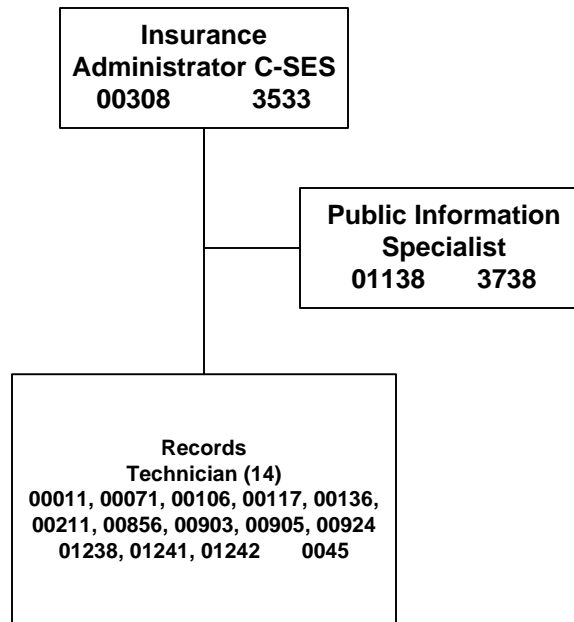 Insurance
Administrator C-SES
00308 3533
Public Information
Specialist
01138 3738
Records
Technician (14)
00011, 00071, 00106, 00117, 00136,
00211, 00856, 00903, 00905, 00924
01238, 01241, 01242 0045